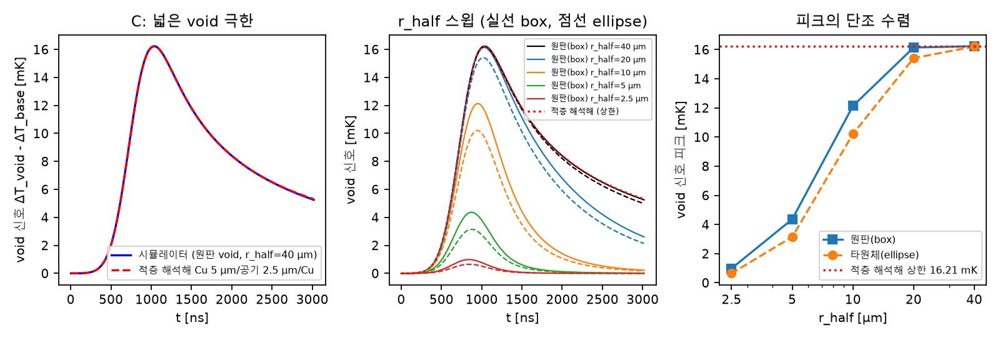 C: 넓은 void 극한
void 신호 ΔT_void - ΔT_base [mK]
16
14
12
10
8
6
4
2
0
시뮬레이터 (원판 void, r_half=40 μm)
적층 해석해 Cu 5 μm/공기 2.5 μm/Cu
0
500
1000
1500
2000
2500
3000
t [ns]
r_half 스윕 (실선 box, 점선 ellipse)
void 신호 [mK]
16
14
12
10
8
6
4
2
0
원판(box) r_half=40 μm
원판(box) r_half=20 μm
원판(box) r_half=10 μm
원판(box) r_half=5 μm
원판(box) r_half=2.5 μm
적층 해석해 (상한)
0
500
1000
1500
2000
2500
3000
t [ns]
피크의 단조 수렴
void 신호 피크 [mK]
16
14
12
10
8
6
4
2
0
원판(box)
타원체(ellipse)
적층 해석해 상한 16.21 mK
2.5
5
10
20
40
r_half [μm]